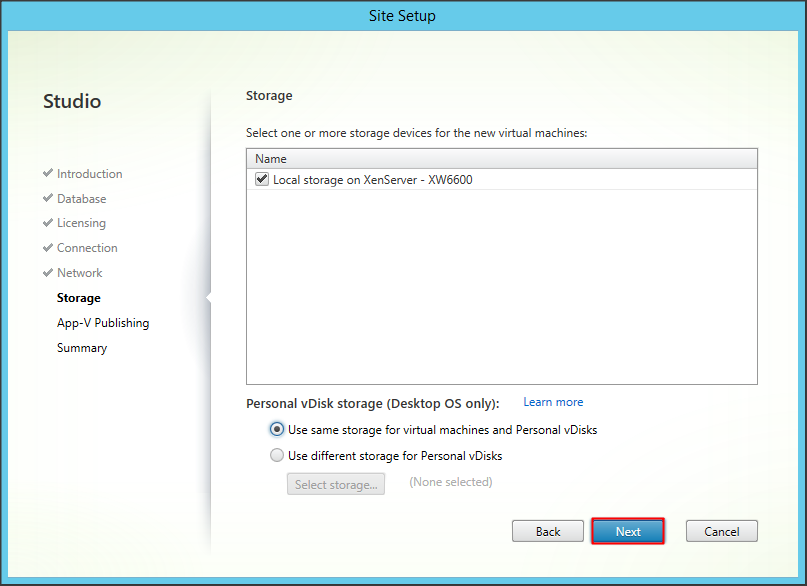 Site Setup
Studio
Introduction
Database
Licensing
Connection
Network
Storage
App-V Publishing
Summary
Storage
Select one or more storage devices for the new virtual machines:
Name
Local storage on XenServer - XW6600
Personal vDisk storage (Desktop OS only): Learn more
Use same storage for virtual machines and Personal vDisks
Use different storage for Personal vDisks
Select storage... (None selected)
Back Next Cancel